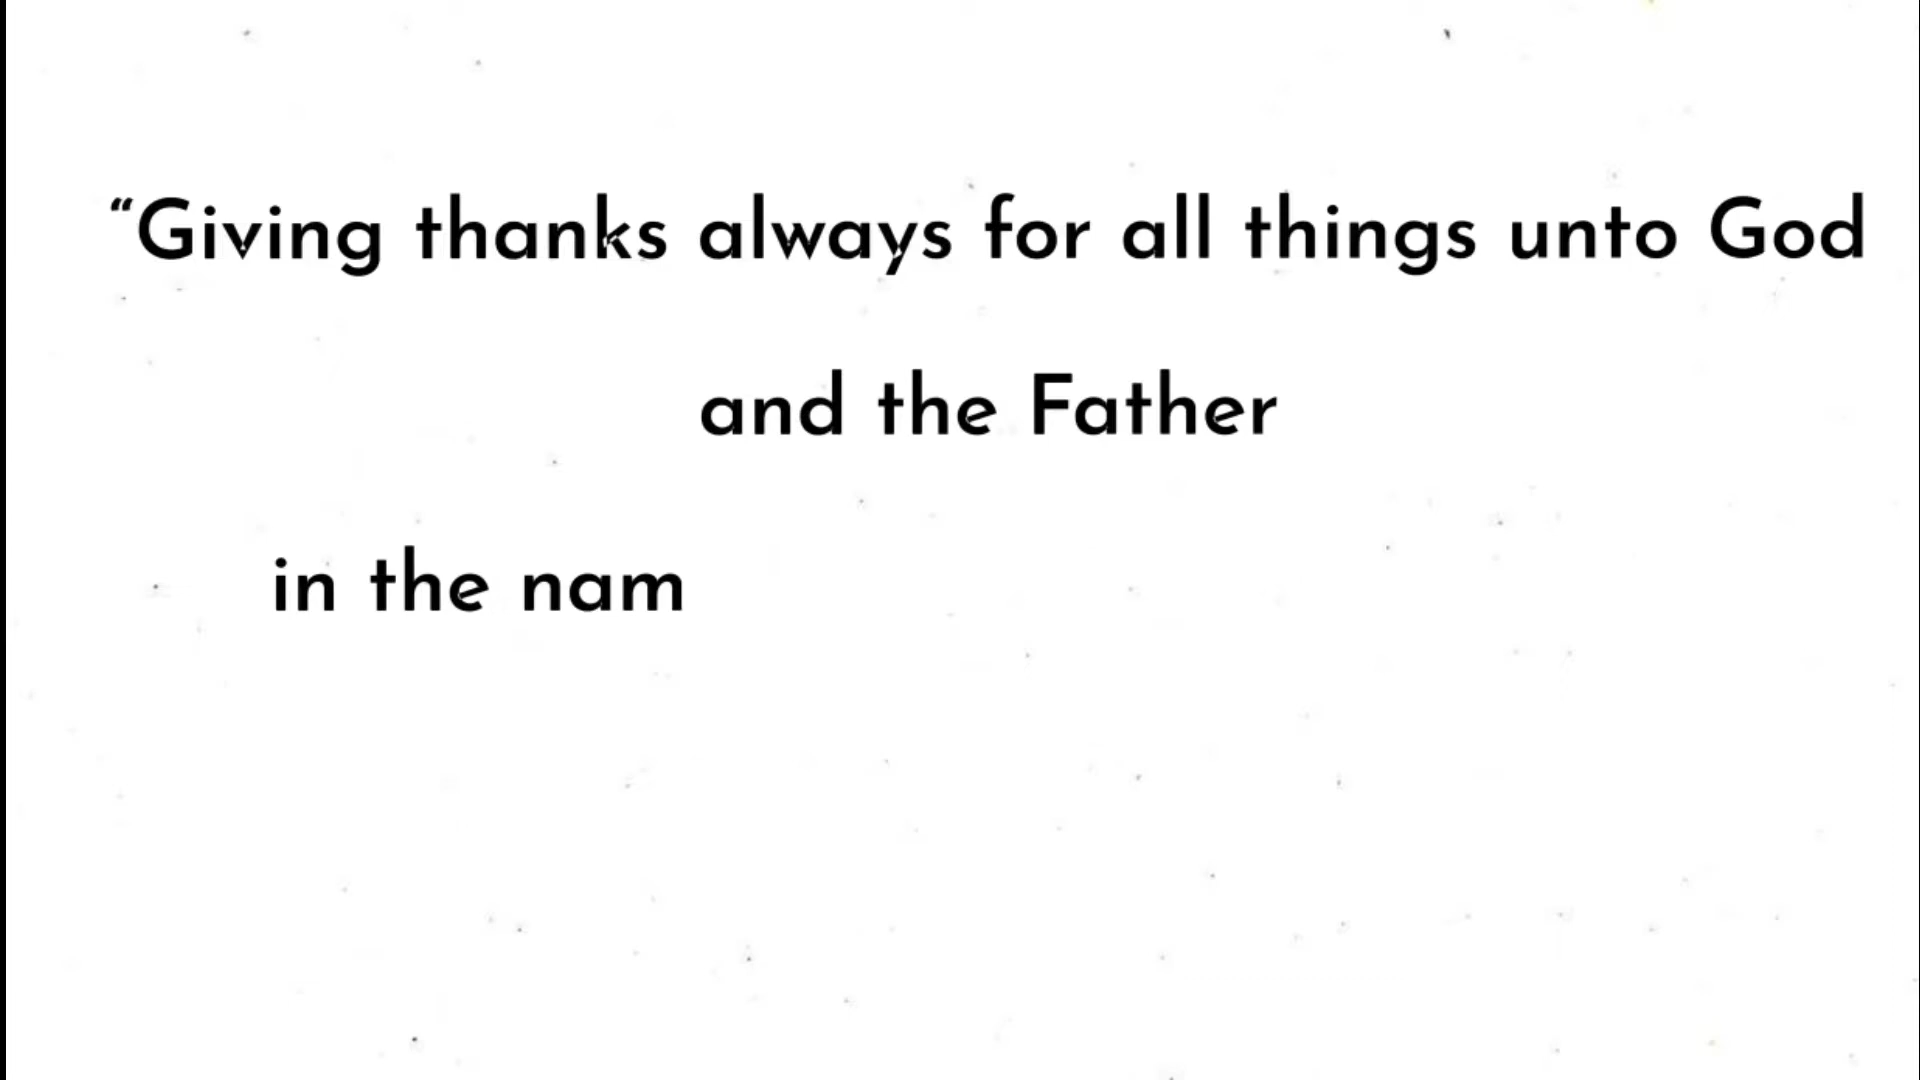 “Giving thanks always for all things unto God
and the Father
in the nam